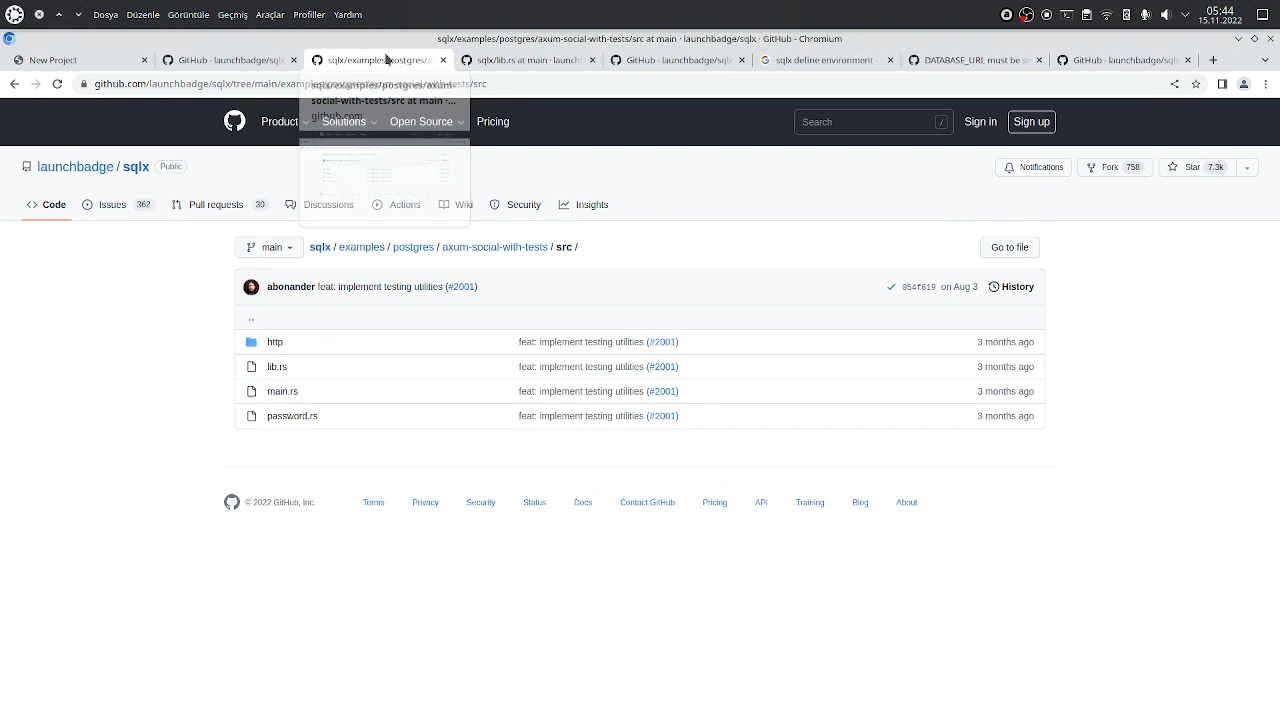 Dosya Düzenle Görüntüle Geçmiş Araçlar Profiller Yardım
05:44
15.11.2022
sqlx/examples/postgres/axum-social-with-tests/src at main · launchbadge/sqlx · GitHub - Chromium
New Project
GitHub - launchbadge/sqlx
sqlx/examples/postgres/a
sqlx/lib.rs at main · launcht
GitHub - launchbadge/sqlx
sqlx define environment -
DATABASE_URL must be se
GitHub - launchbadge/sqlx
github.com/launchbadge/sqlx/tree/main/examples/postgres/axum-social-with-tests/src
sqlx/examples/postgres/axum-
social-with-tests/src at main ·...
github.com
Product Solutions Open Source Pricing
Search /
Sign in Sign up
launchbadge / sqlx Public
Notifications Fork 758 Star 7.3k
Code Issues 362 Pull requests 30 Discussions Actions Wiki Security Insights
main sqlx / examples / postgres / axum-social-with-tests / src / Go to file
abonander feat: implement testing utilities (#2001) 054f619 on Aug 3 History
..
http feat: implement testing utilities (#2001) 3 months ago
lib.rs feat: implement testing utilities (#2001) 3 months ago
main.rs feat: implement testing utilities (#2001) 3 months ago
password.rs feat: implement testing utilities (#2001) 3 months ago
© 2022 GitHub, Inc. Terms Privacy Security Status Docs Contact GitHub Pricing API Training Blog About